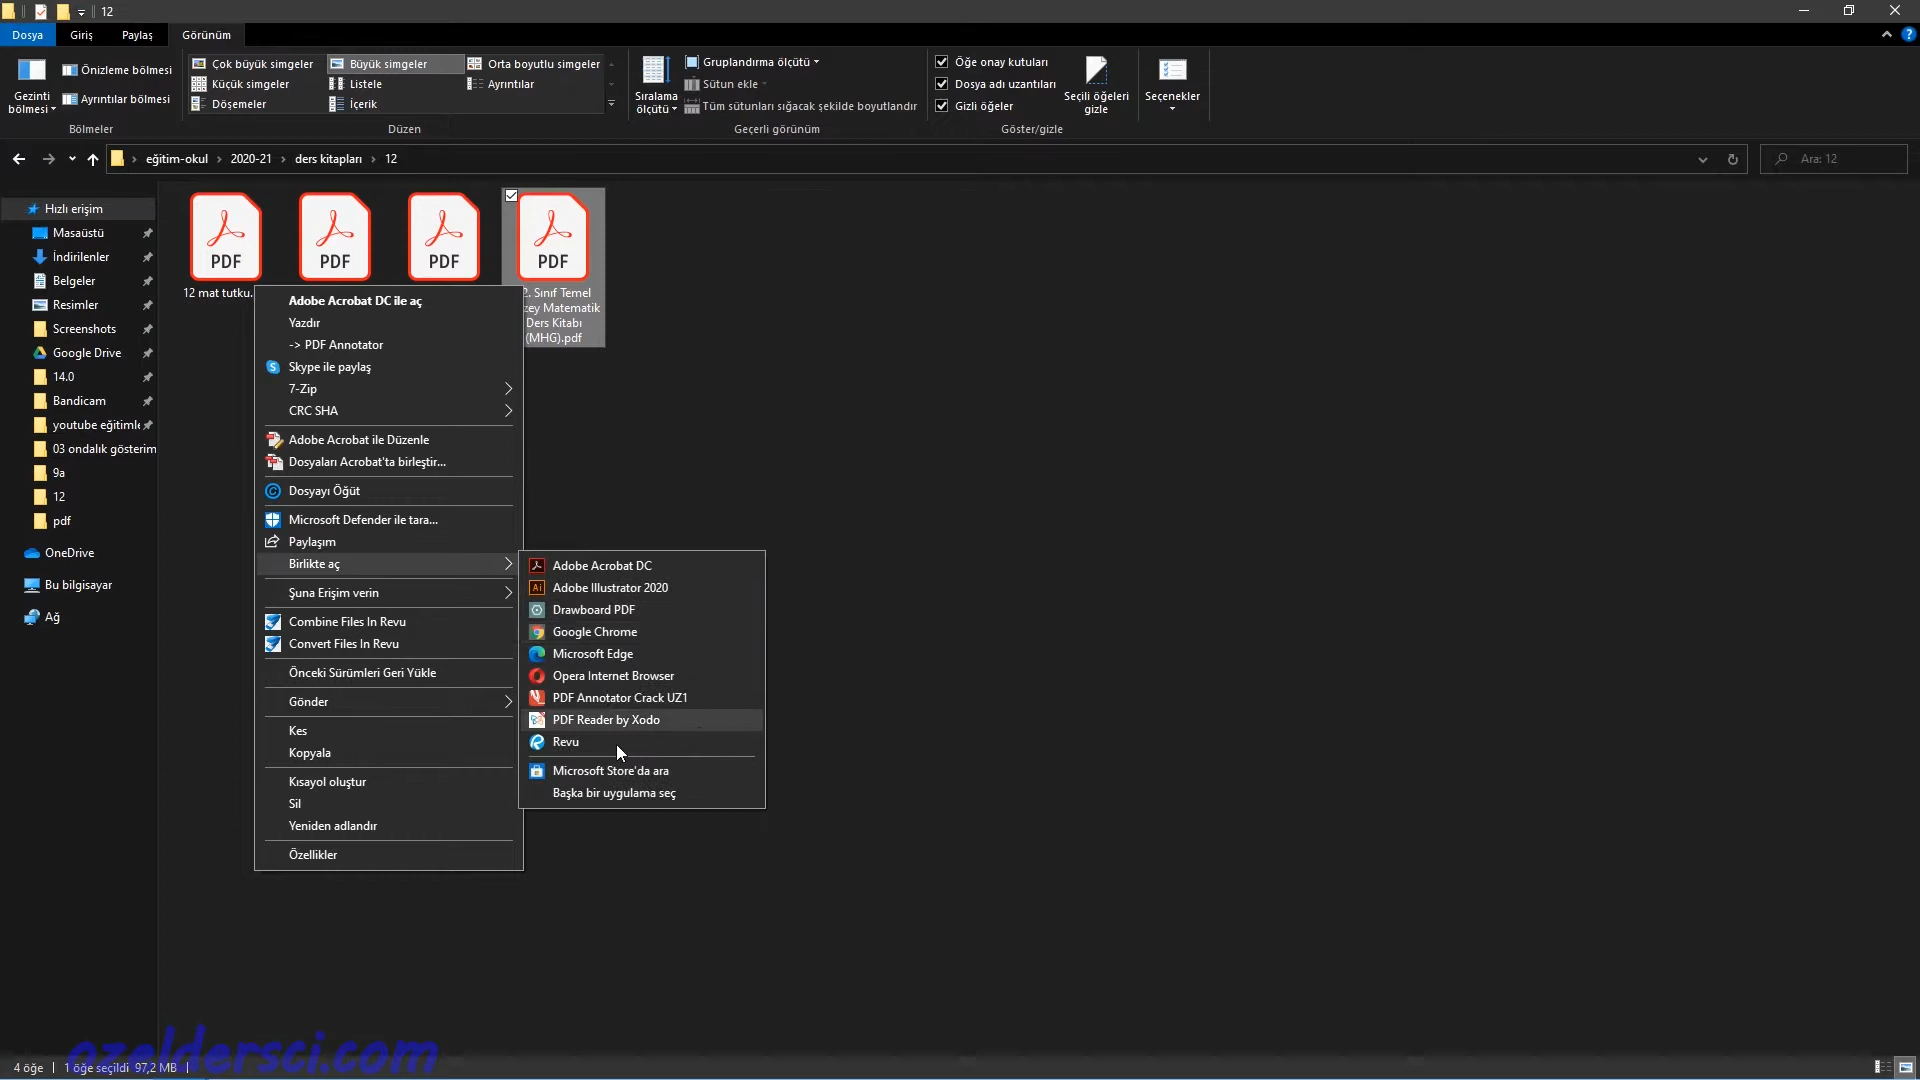 12
Dosya
Giriş
Paylaş
Görünüm
Gezinti bölmesi
Önizleme bölmesi
Ayrıntılar bölmesi
Bölmeler
Çok büyük simgeler
Büyük simgeler
Orta boyutlu simgeler
Küçük simgeler
Listele
Ayrıntılar
Döşemeler
İçerik
Düzen
Sıralama ölçütü
Gruplandırma ölçütü
Sütun ekle
Tüm sütunları sığacak şekilde boyutlandır
Geçerli görünüm
Öğe onay kutuları
Dosya adı uzantıları
Gizli öğeler
Seçili öğeleri gizle
Göster/gizle
Seçenekler
eğitim-okul > 2020-21 > ders kitapları > 12
Ara: 12
Hızlı erişim
Masaüstü
İndirilenler
Belgeler
Resimler
Screenshots
Google Drive
14.0
Bandicam
youtube eğitimle
03 ondalık gösterim
9a
12
pdf
OneDrive
Bu bilgisayar
Ağ
PDF
PDF
PDF
PDF
12 mat tutku.
2. Sınıf Temel
zey Matematik
Ders Kitabı
(MHG).pdf
Adobe Acrobat DC ile aç
Yazdır
-> PDF Annotator
Skype ile paylaş
7-Zip
CRC SHA
Adobe Acrobat ile Düzenle
Dosyaları Acrobat'ta birleştir...
Dosyayı Öğüt
Microsoft Defender ile tara...
Paylaşım
Birlikte aç
Şuna Erişim verin
Combine Files In Revu
Convert Files In Revu
Önceki Sürümleri Geri Yükle
Gönder
Kes
Kopyala
Kısayol oluştur
Sil
Yeniden adlandır
Özellikler
Adobe Acrobat DC
Adobe Illustrator 2020
Drawboard PDF
Google Chrome
Microsoft Edge
Opera Internet Browser
PDF Annotator Crack UZ1
PDF Reader by Xodo
Revu
Microsoft Store'da ara
Başka bir uygulama seç
ozeldersci.com
4 öğe
1 öğe seçildi 97,2 MB